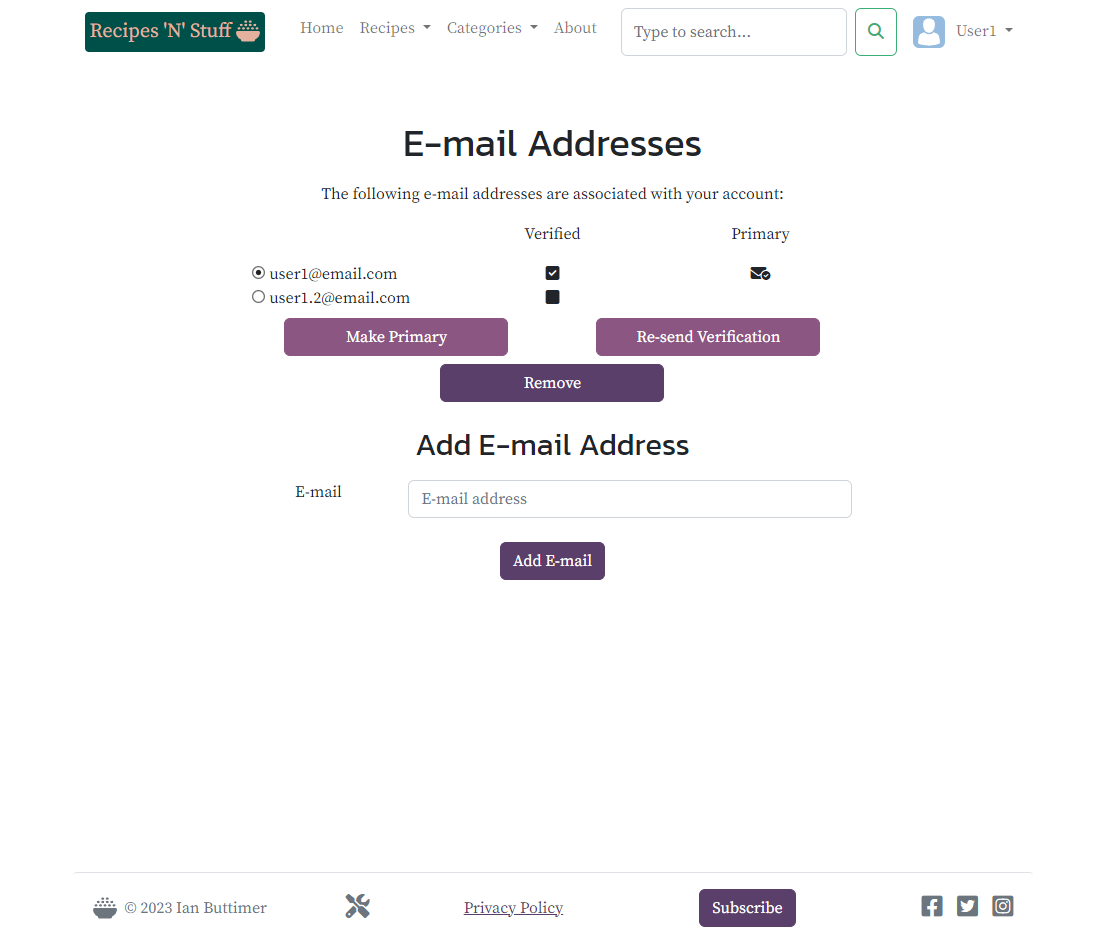 Recipes 'N' Stuff Home Recipes Categories About Type to search... User1
E-mail Addresses
The following e-mail addresses are associated with your account:
Verified Primary
user1@email.com
user1.2@email.com
Make Primary Re-send Verification
Remove
Add E-mail Address
E-mail E-mail address
Add E-mail
© 2023 Ian Buttimer Privacy Policy Subscribe